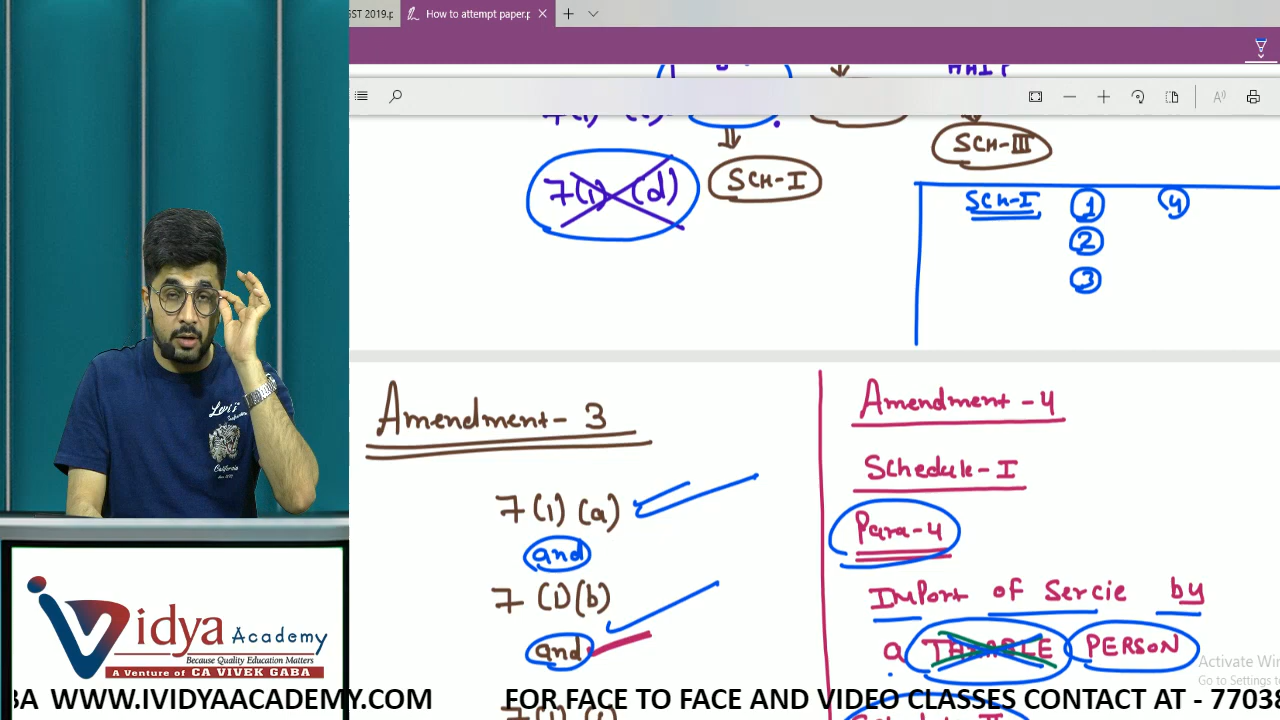 GST 2019.p
How to attempt paper.p
7(1) (d)
SCH-I
SCH-III
SCH-I 1 4
2
3
Amendment - 3
7(1) (a)
and
7(1)(b)
and
Amendment - 4
Schedule-I
Para-4
Import of Sercie by
a TAXABLE PERSON
Levi's
California
Vidya Academy
Because Quality Education Matters
A Venture of CA VIVEK GABA
Activate Win
Go to Settings t
BA WWW.IVIDYAACADEMY.COM FOR FACE TO FACE AND VIDEO CLASSES CONTACT AT - 77038